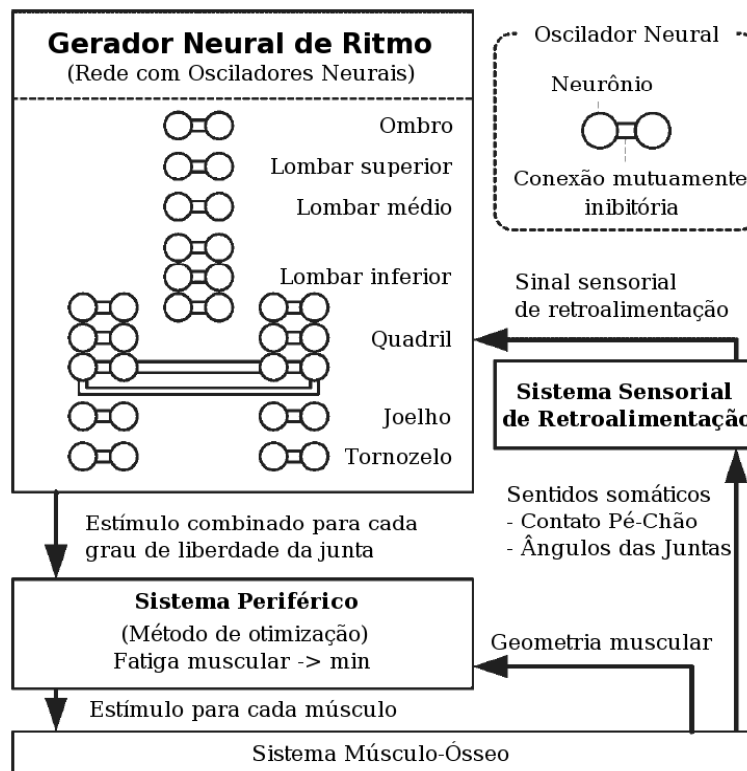 Gerador Neural de Ritmo
(Rede com Osciladores Neurais)
Ombro
Lombar superior
Lombar médio
Lombar inferior
Quadril
Joelho
Tornozelo
Oscilador Neural
Neurônio
Conexão mutuamente
inibitória
Sinal sensorial
de retroalimentação
Sistema Sensorial
de Retroalimentação
Sentidos somáticos
- Contato Pé-Chão
- Ângulos das Juntas
Estímulo combinado para cada
grau de liberdade da junta
Sistema Periférico
(Método de otimização)
Fatiga muscular -> min
Geometria muscular
Estímulo para cada músculo
Sistema Músculo-Ósseo